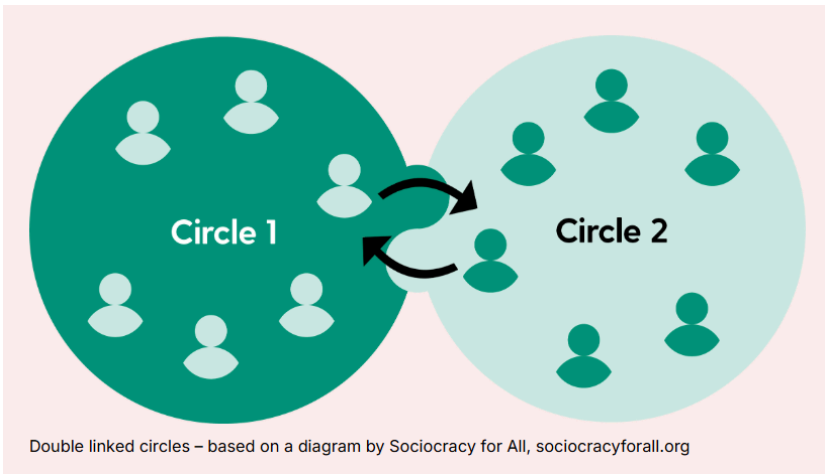 Circle 1
Circle 2
Double linked circles – based on a diagram by Sociocracy for All, sociocracyforall.org